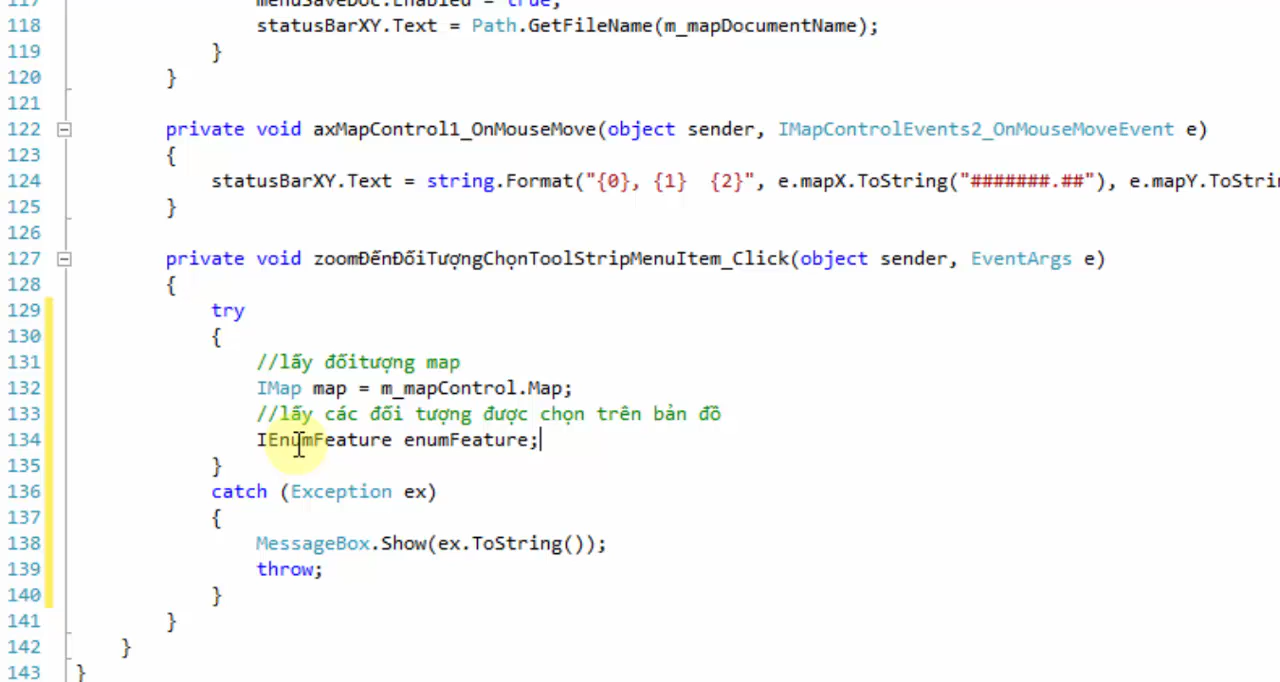 117 menuSaveDoc.Enabled = true;
118 statusBarXY.Text = Path.GetFileName(m_mapDocumentName);
119 }
120 }
121
122 private void axMapControl1_OnMouseMove(object sender, IMapControlEvents2_OnMouseMoveEvent e)
123 {
124 statusBarXY.Text = string.Format("{0}, {1}  {2}", e.mapX.ToString("#######.##"), e.mapY.ToStrin
125 }
126
127 private void zoomĐếnĐốiTượngChọnToolStripMenuItem_Click(object sender, EventArgs e)
128 {
129 try
130 {
131 //lấy đốitượng map
132 IMap map = m_mapControl.Map;
133 //lấy các đối tượng được chọn trên bản đồ
134 IEnumFeature enumFeature;
135 }
136 catch (Exception ex)
137 {
138 MessageBox.Show(ex.ToString());
139 throw;
140 }
141 }
142 }
143 }